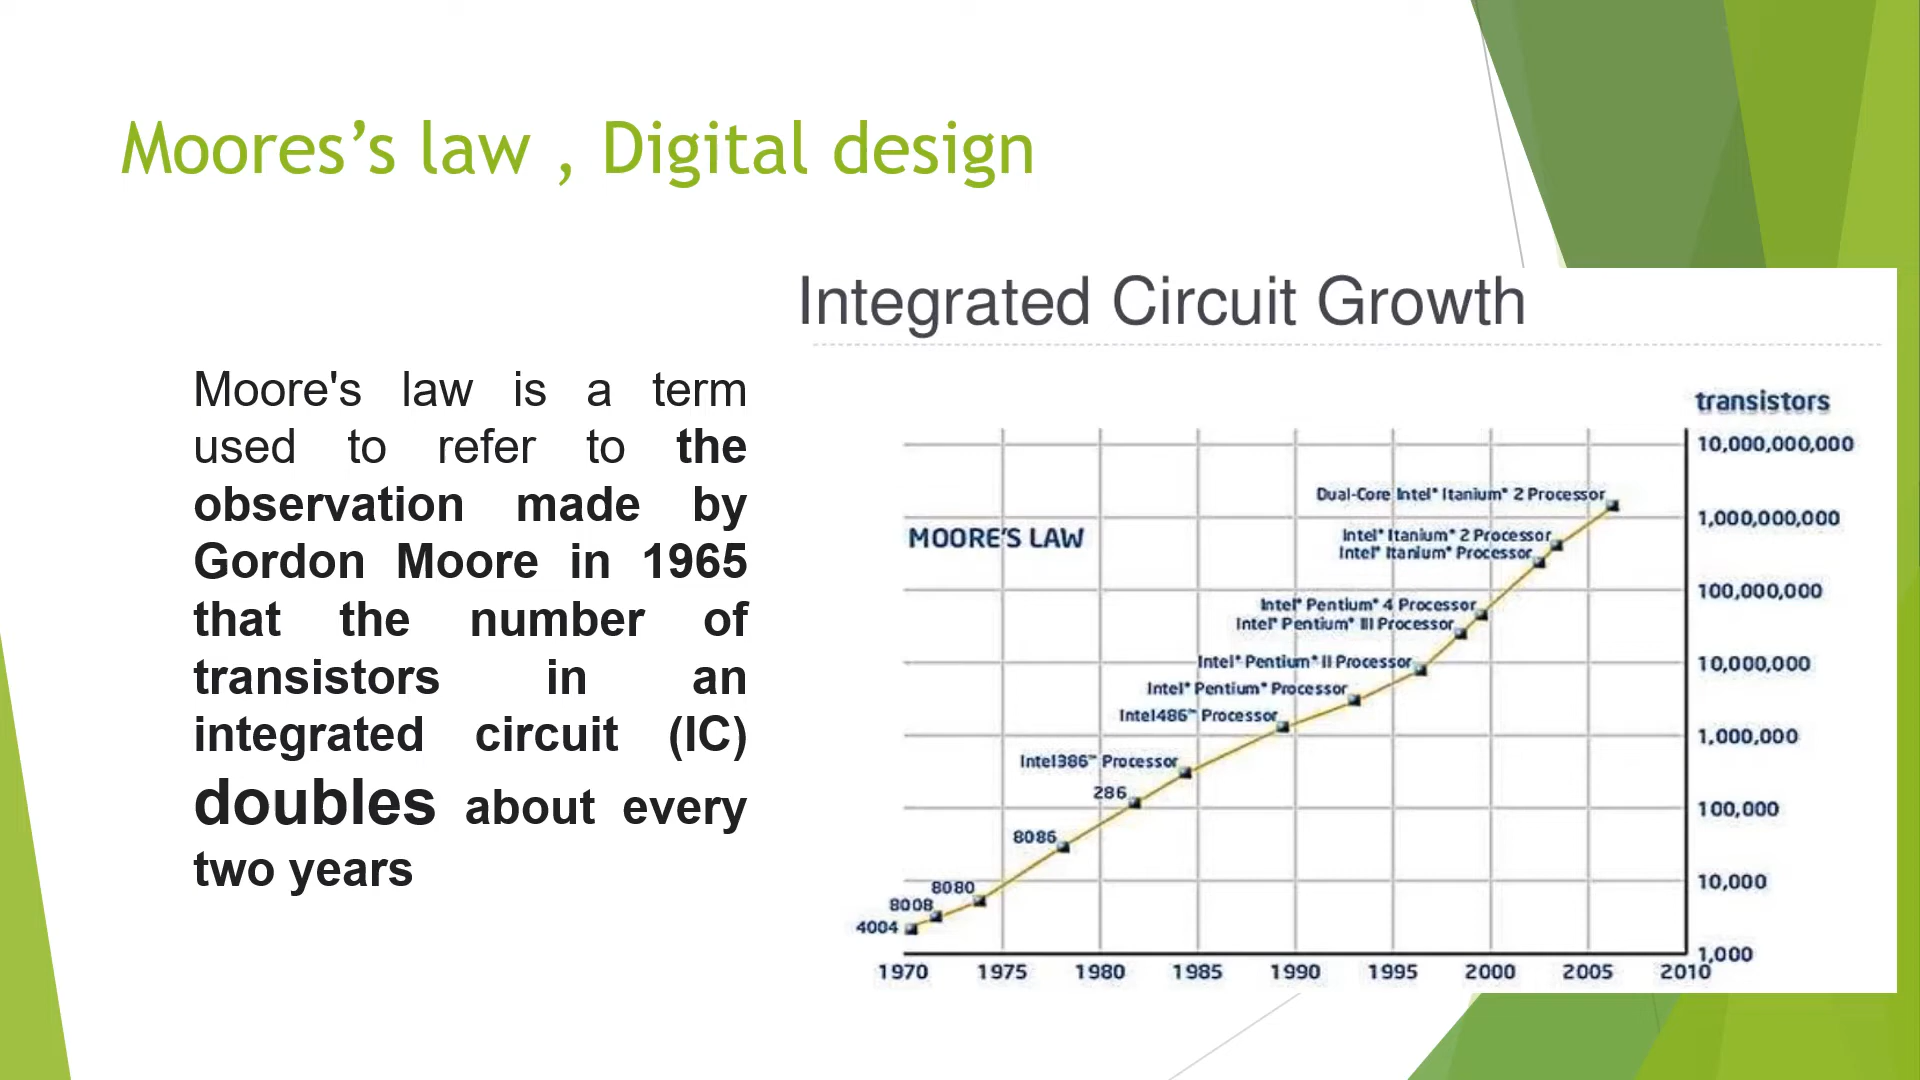 Moores’s law , Digital design
Integrated Circuit Growth
Moore's law is a term
used to refer to the
observation made by
Gordon Moore in 1965
that the number of
transistors in an
integrated circuit (IC)
doubles about every
two years
transistors
10,000,000,000
1,000,000,000
100,000,000
10,000,000
1,000,000
100,000
10,000
1,000
MOORE'S LAW
Dual-Core Intel® Itanium® 2 Processor
Intel® Itanium® 2 Processor
Intel® Itanium® Processor
Intel® Pentium® 4 Processor
Intel® Pentium® III Processor
Intel® Pentium® II Processor
Intel® Pentium® Processor
Intel486™ Processor
Intel386™ Processor
286
8086
8080
8008
4004
1970 1975 1980 1985 1990 1995 2000 2005 2010